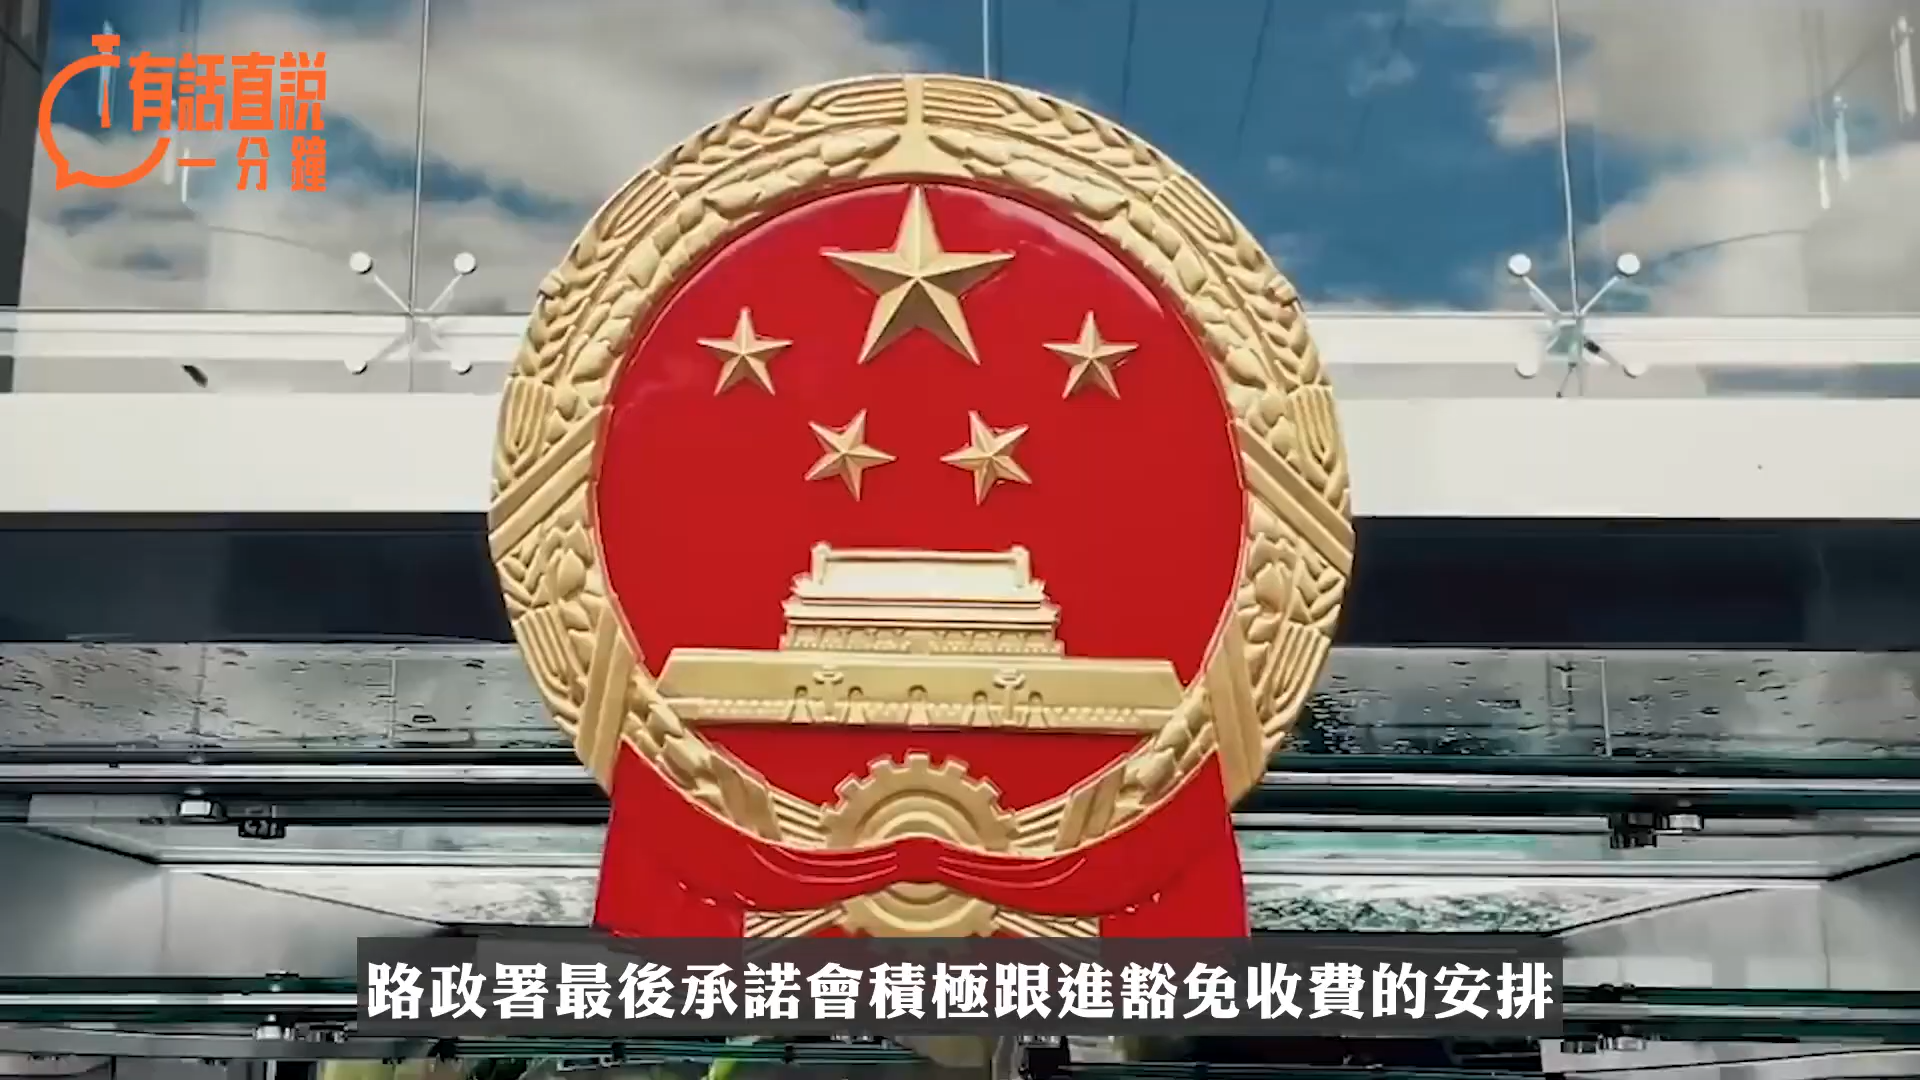 有話直説
一分鐘
路政署最後承諾會積極跟進豁免收費的安排